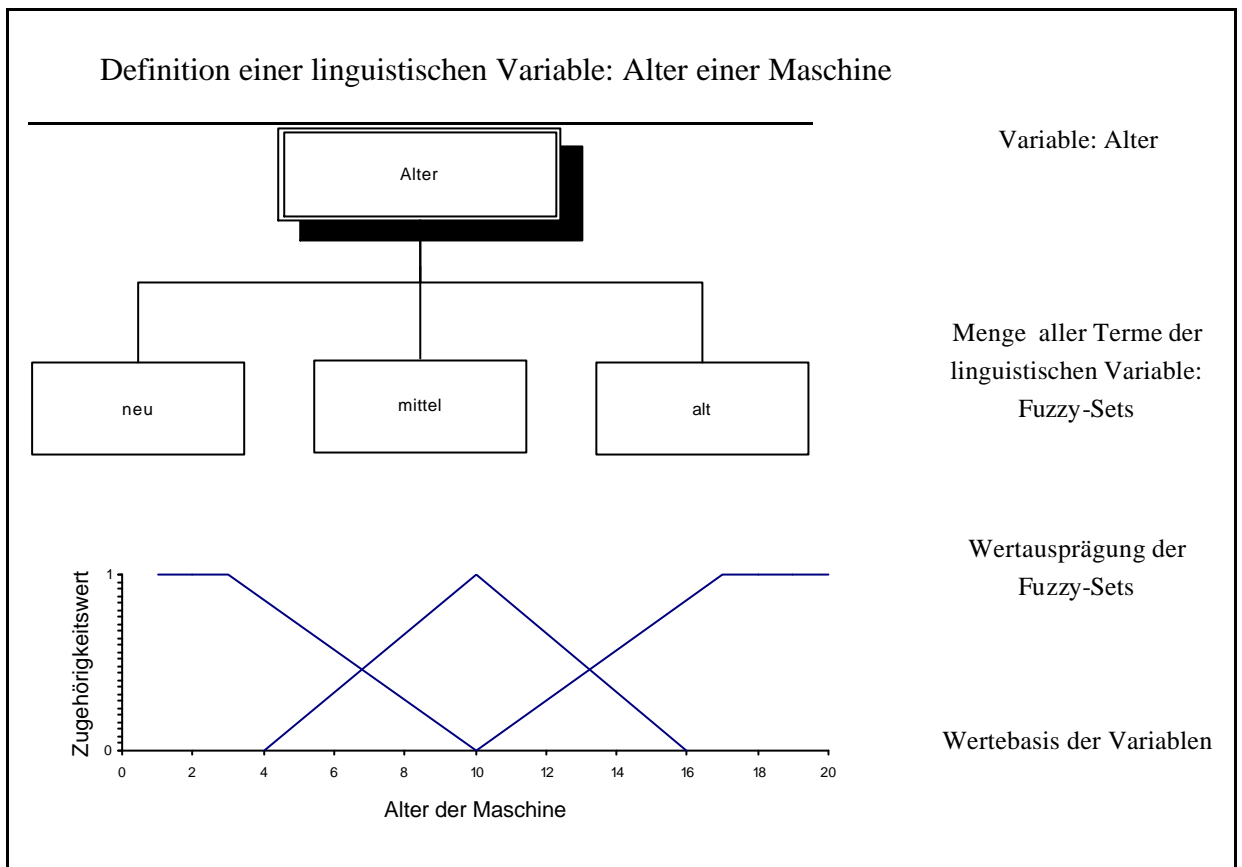 Definition einer linguistischen Variable: Alter einer Maschine
Variable: Alter
Alter
Menge aller Terme der
linguistischen Variable:
Fuzzy-Sets
neu
mittel
alt
Wertausprägung der
Fuzzy-Sets
Zugehörigkeitswert
1
0
0 2 4 6 8 10 12 14 16 18 20
Alter der Maschine
Wertebasis der Variablen